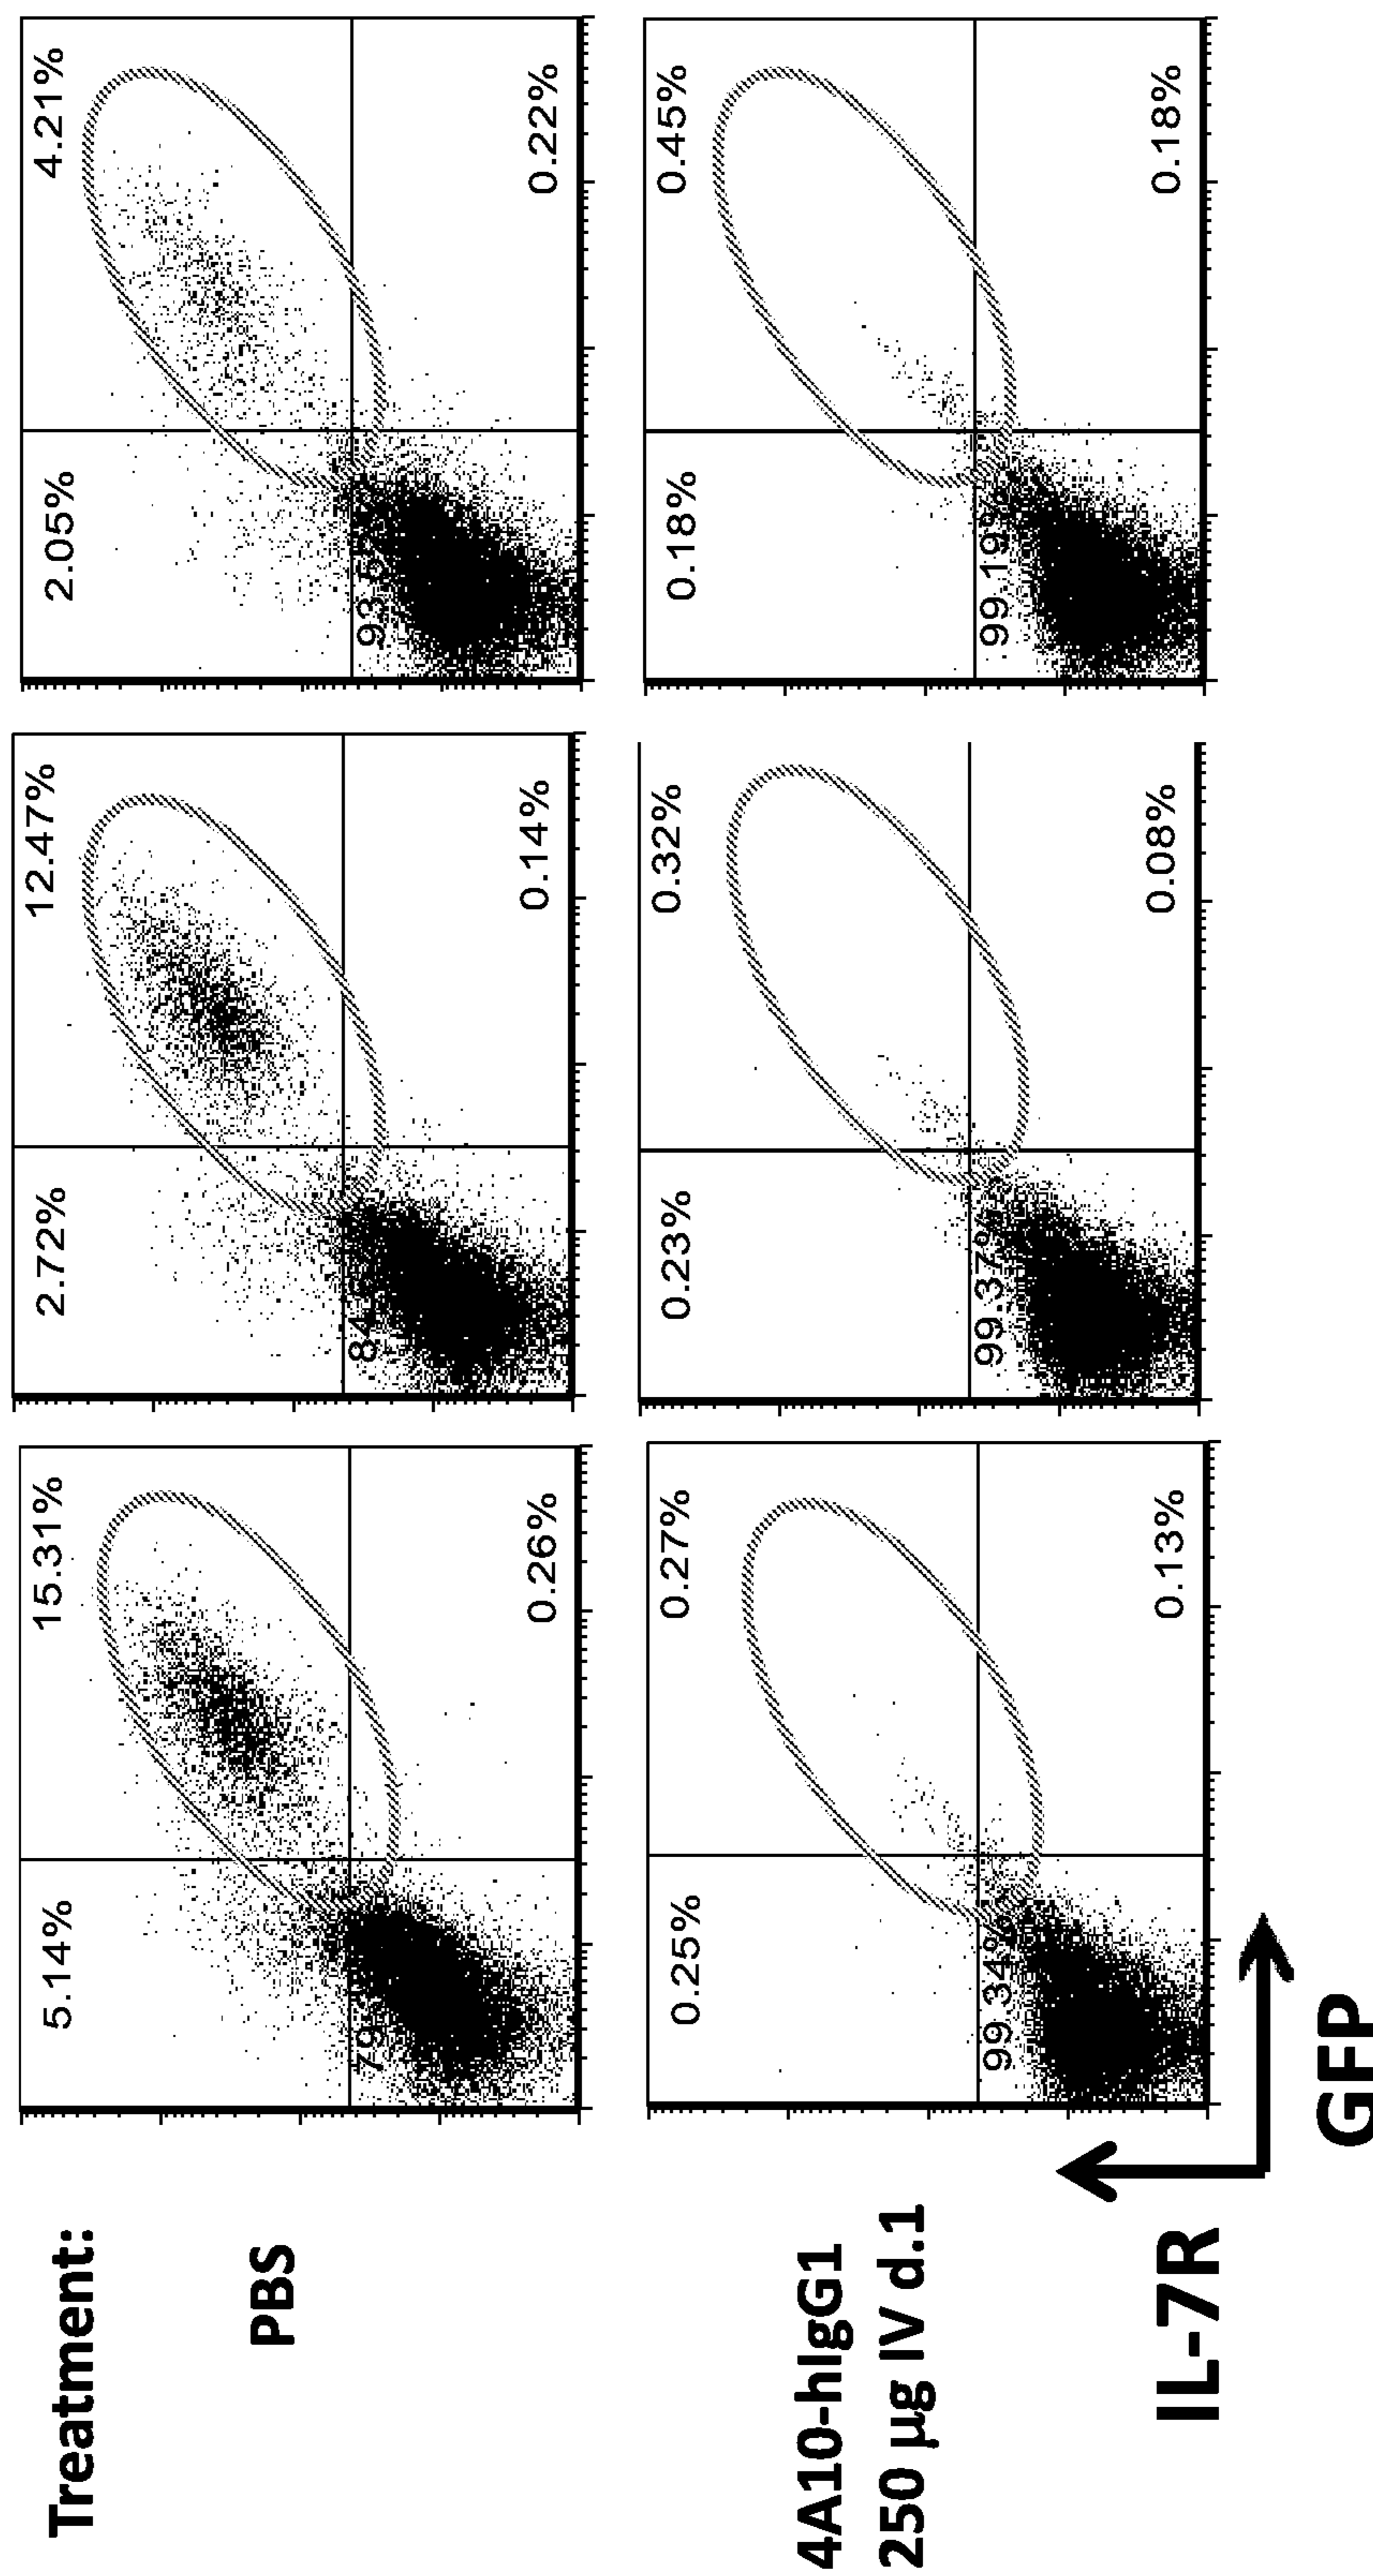 Treatment:
PBS
5.14% 15.31% 2.72% 12.47% 2.05% 4.21%
79 0.26% 84 0.14% 93.5 0.22%
4A10-hIgG1
250 µg IV d.1
0.25% 0.27% 0.23% 0.32% 0.18% 0.45%
99.34% 0.13% 99.37% 0.08% 99.19% 0.18%
IL-7R
GFP